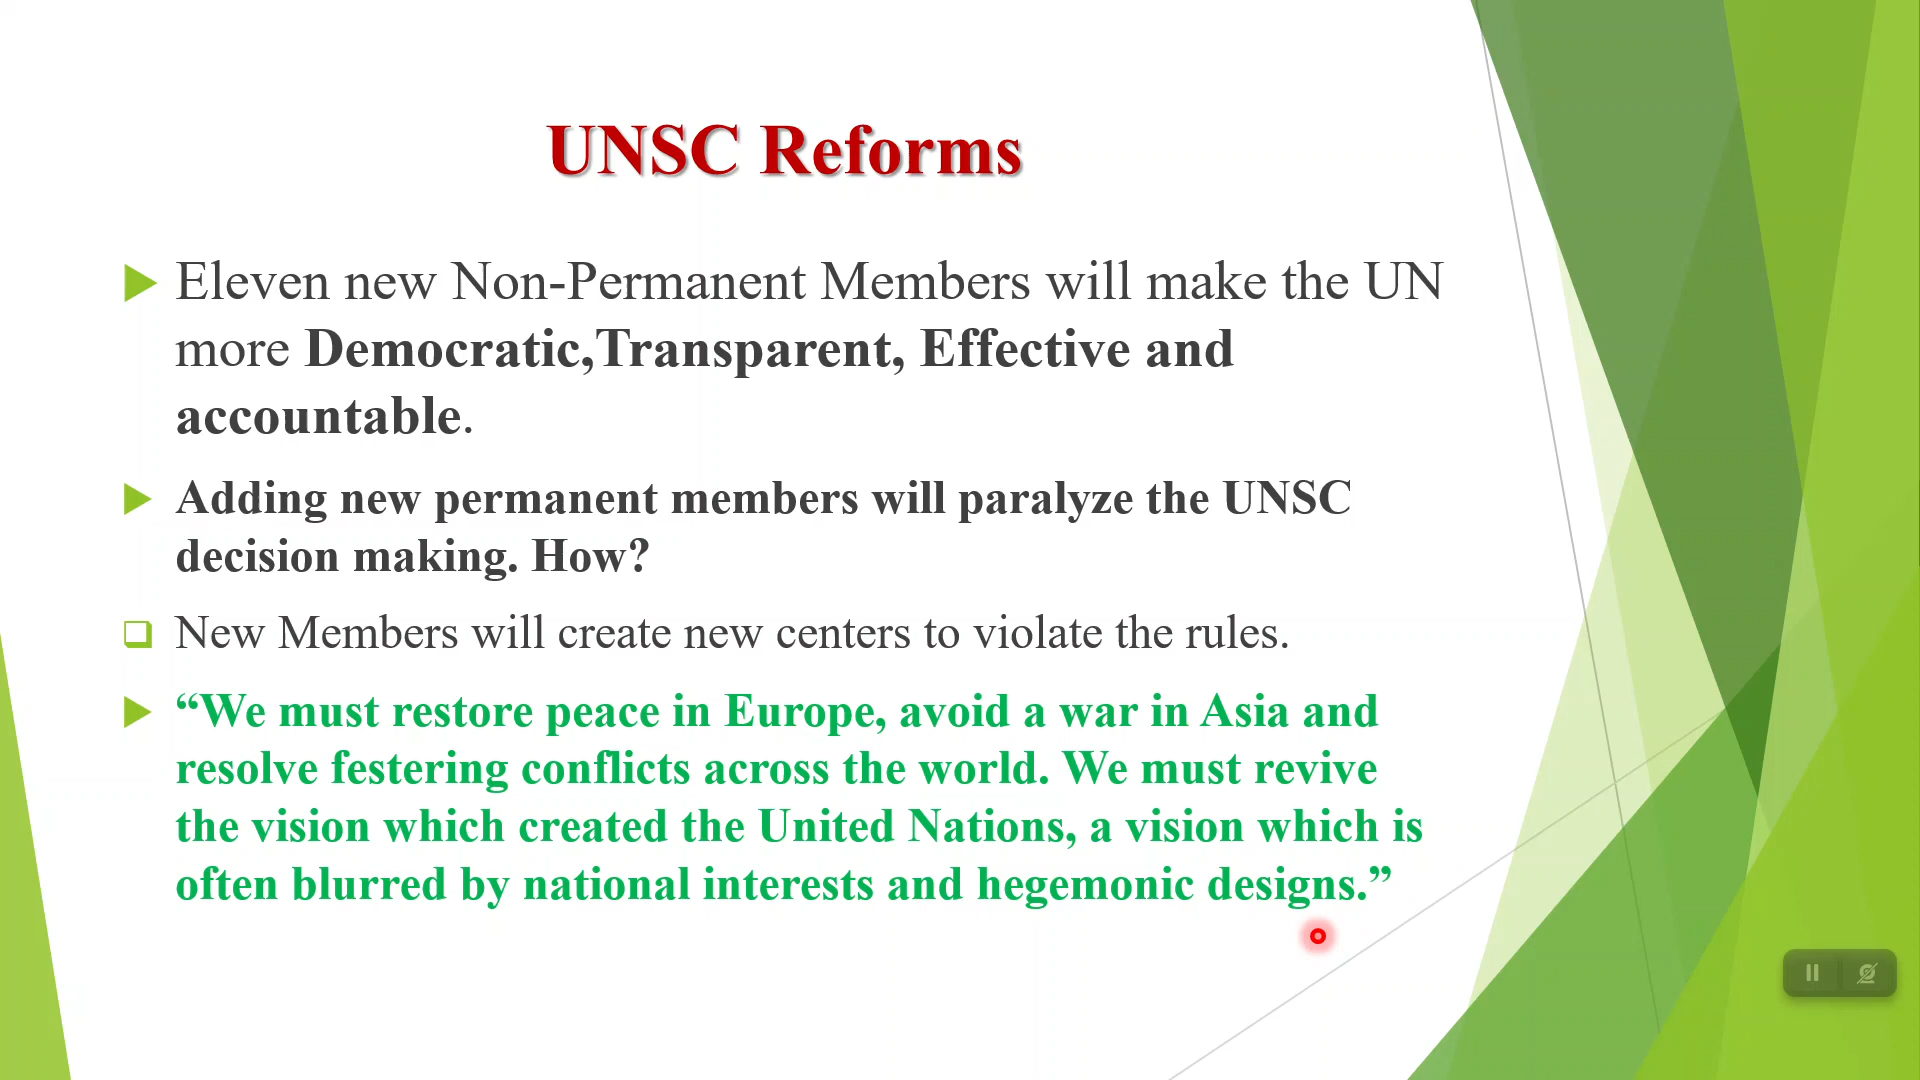 UNSC Reforms
Eleven new Non-Permanent Members will make the UN
more Democratic,Transparent, Effective and
accountable.
Adding new permanent members will paralyze the UNSC
decision making. How?
New Members will create new centers to violate the rules.
“We must restore peace in Europe, avoid a war in Asia and
resolve festering conflicts across the world. We must revive
the vision which created the United Nations, a vision which is
often blurred by national interests and hegemonic designs.”